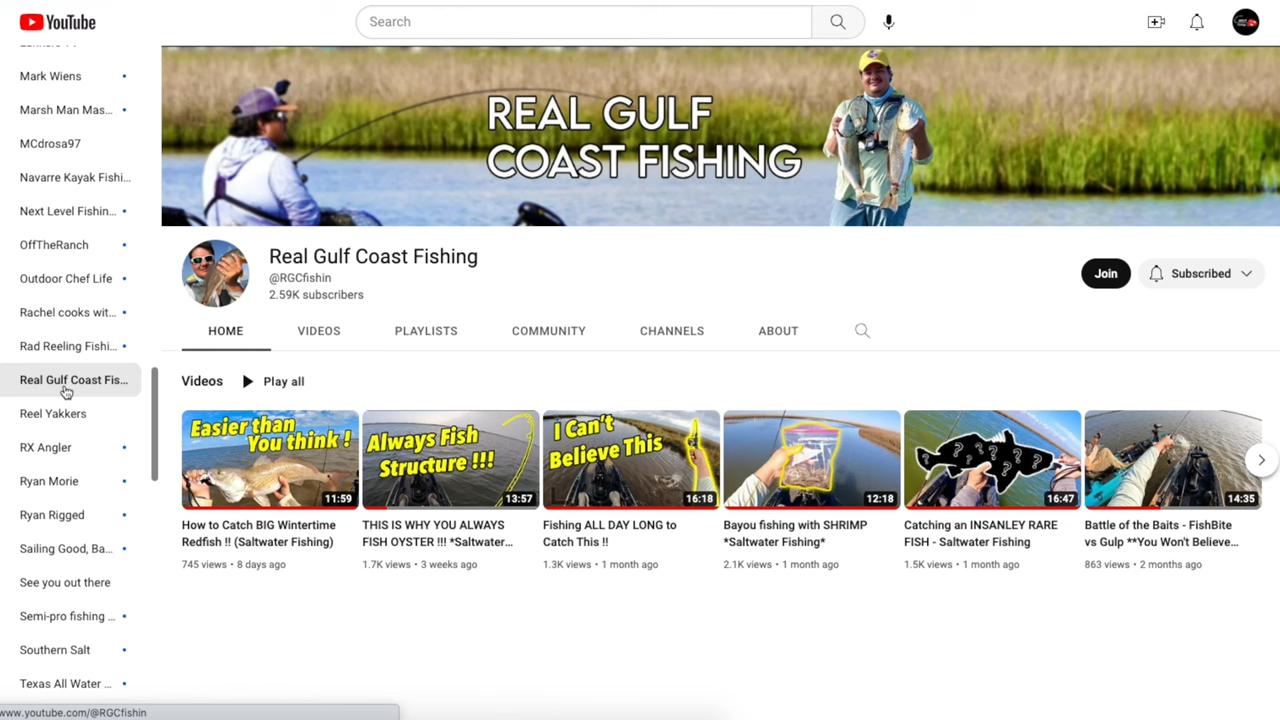 YouTube
Search
Mark Wiens
Marsh Man Mas...
MCdrosa97
Navarre Kayak Fishi...
Next Level Fishin...
OffTheRanch
Outdoor Chef Life
Rachel cooks wit...
Rad Reeling Fishi...
Real Gulf Coast Fis...
Reel Yakkers
RX Angler
Ryan Morie
Ryan Rigged
Sailing Good, Ba...
See you out there
Semi-pro fishing ...
Southern Salt
Texas All Water ...
www.youtube.com/@RGCfishin
REAL GULF
COAST FISHING
Real Gulf Coast Fishing
@RGCfishin
2.59K subscribers
Join
Subscribed
HOME VIDEOS PLAYLISTS COMMUNITY CHANNELS ABOUT
Videos Play all
Easier than
You think !
11:59
How to Catch BIG Wintertime
Redfish !! (Saltwater Fishing)
745 views • 8 days ago
Always Fish
Structure !!!
13:57
THIS IS WHY YOU ALWAYS
FISH OYSTER !!! *Saltwater...
1.7K views • 3 weeks ago
I Can't
Believe This
16:18
Fishing ALL DAY LONG to
Catch This !!
1.3K views • 1 month ago
12:18
Bayou fishing with SHRIMP
*Saltwater Fishing*
2.1K views • 1 month ago
? ? ? ? ? ?
16:47
Catching an INSANLEY RARE
FISH - Saltwater Fishing
1.5K views • 1 month ago
14:35
Battle of the Baits - FishBite
vs Gulp **You Won't Believe...
863 views • 2 months ago